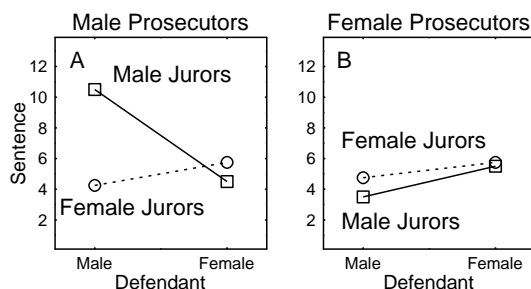 Male Prosecutors
A
Male Jurors
Female Jurors
Sentence
12
10
8
6
4
2
Male
Female
Defendant
Female Prosecutors
B
Female Jurors
Male Jurors
12
10
8
6
4
2
Male
Female
Defendant